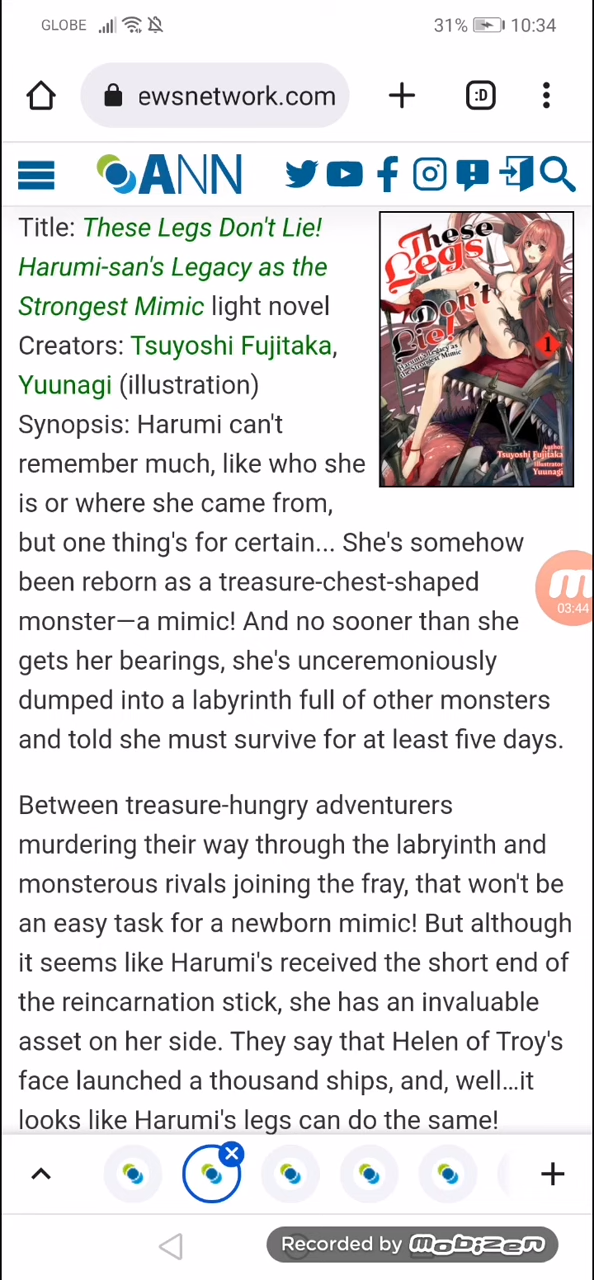 GLOBE 31% 10:34
ewsnetwork.com :D
ANN
Title: These Legs Don't Lie!
Harumi-san's Legacy as the
Strongest Mimic light novel
Creators: Tsuyoshi Fujitaka,
Yuunagi (illustration)
Synopsis: Harumi can't
remember much, like who she
is or where she came from,
These
Legs
Don't
Lie!
Harumi's Legacy as
the Strongest Mimic
1
Author
Tsuyoshi Fujitaka
Illustrator
Yuunagi
but one thing's for certain... She's somehow
been reborn as a treasure-chest-shaped
monster—a mimic! And no sooner than she
gets her bearings, she's unceremoniously
dumped into a labyrinth full of other monsters
and told she must survive for at least five days.
03:44
Between treasure-hungry adventurers
murdering their way through the labryinth and
monsterous rivals joining the fray, that won't be
an easy task for a newborn mimic! But although
it seems like Harumi's received the short end of
the reincarnation stick, she has an invaluable
asset on her side. They say that Helen of Troy's
face launched a thousand ships, and, well...it
looks like Harumi's legs can do the same!
Recorded by mobizen